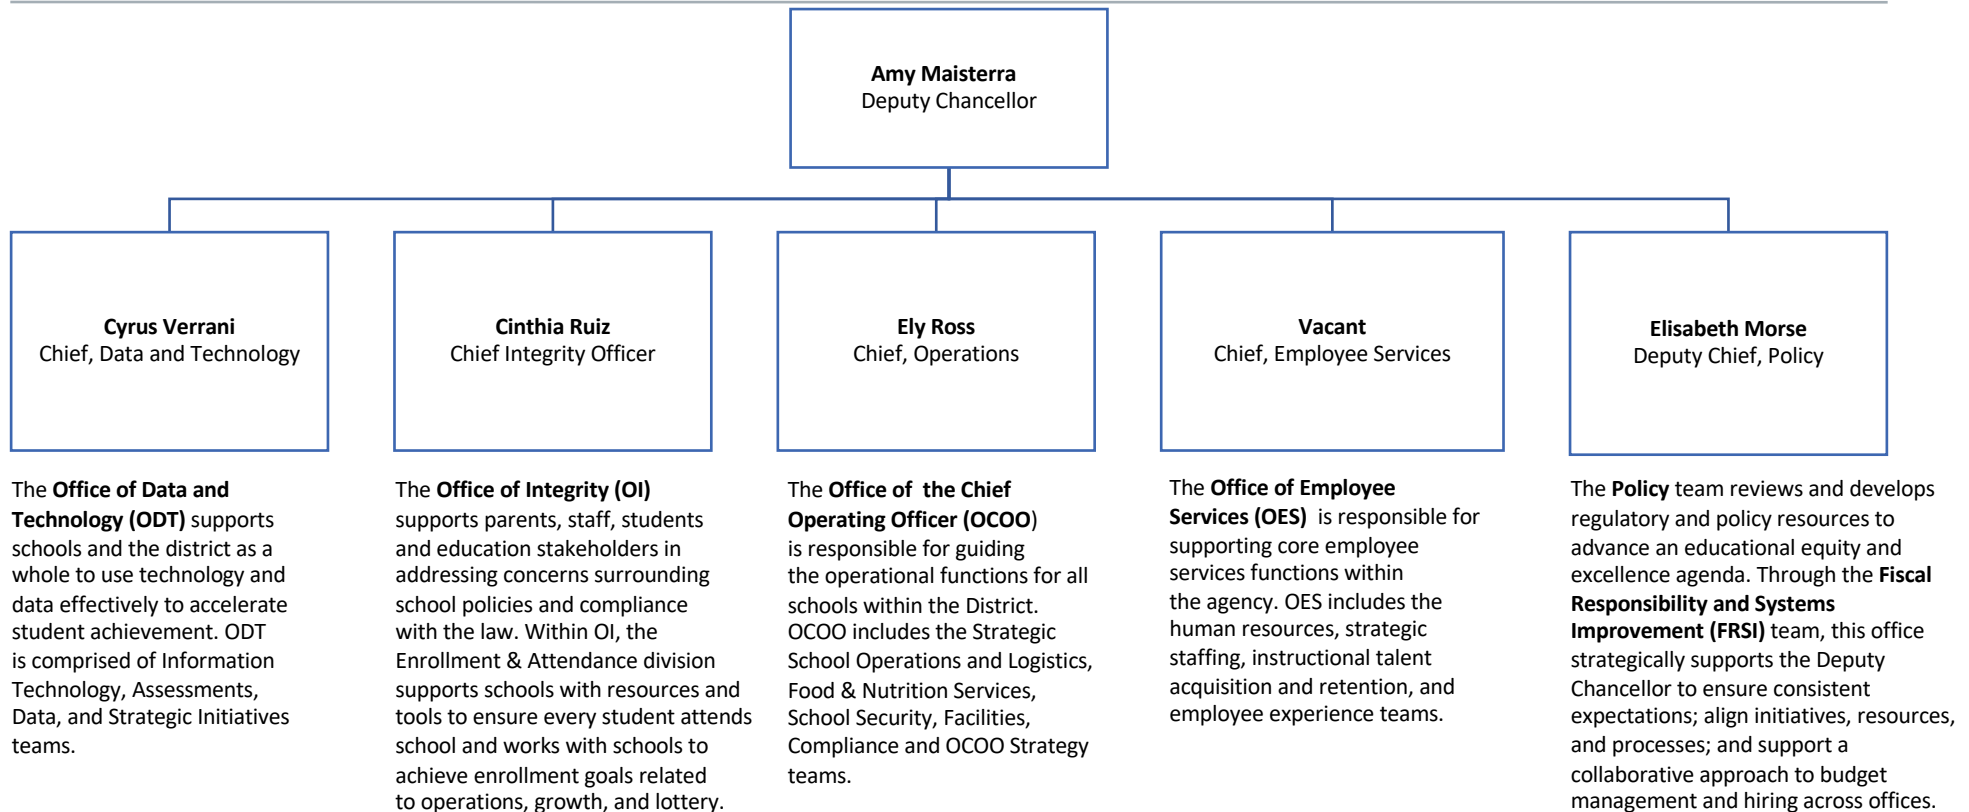 Amy Maisterra
Deputy Chancellor
Cyrus Verrani
Chief, Data and Technology
Cinthia Ruiz
Chief Integrity Officer
Ely Ross
Chief, Operations
Vacant
Chief, Employee Services
Elisabeth Morse
Deputy Chief, Policy
The Office of Data and
Technology (ODT) supports
schools and the district as a
whole to use technology and
data effectively to accelerate
student achievement. ODT
is comprised of Information
Technology, Assessments,
Data, and Strategic Initiatives
teams.
The Office of Integrity (OI)
supports parents, staff, students
and education stakeholders in
addressing concerns surrounding
school policies and compliance
with the law. Within OI, the
Enrollment & Attendance division
supports schools with resources and
tools to ensure every student attends
school and works with schools to
achieve enrollment goals related
to operations, growth, and lottery.
The Office of  the Chief
Operating Officer (OCOO)
is responsible for guiding
the operational functions for all
schools within the District.
OCOO includes the Strategic
School Operations and Logistics,
Food & Nutrition Services,
School Security, Facilities,
Compliance and OCOO Strategy
teams.
The Office of Employee
Services (OES)  is responsible for
supporting core employee
services functions within
the agency. OES includes the
human resources, strategic
staffing, instructional talent
acquisition and retention, and
employee experience teams.
The Policy team reviews and develops
regulatory and policy resources to
advance an educational equity and
excellence agenda. Through the Fiscal
Responsibility and Systems
Improvement (FRSI) team, this office
strategically supports the Deputy
Chancellor to ensure consistent
expectations; align initiatives, resources,
and processes; and support a
collaborative approach to budget
management and hiring across offices.